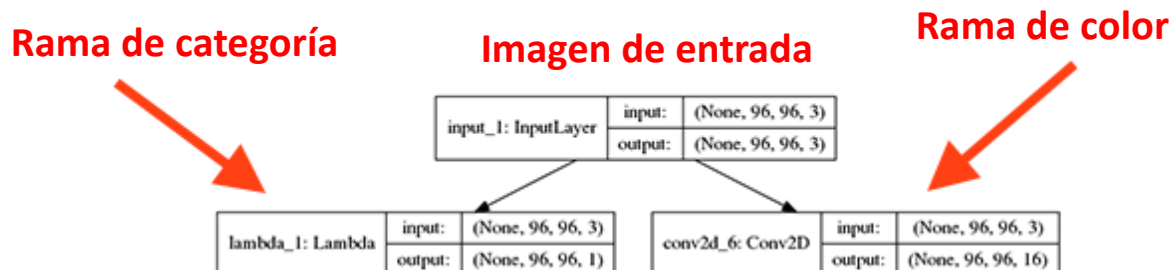 Rama de categoría
Imagen de entrada
Rama de color
input_1: InputLayer
input: (None, 96, 96, 3)
output: (None, 96, 96, 3)
lambda_1: Lambda
input: (None, 96, 96, 3)
output: (None, 96, 96, 1)
conv2d_6: Conv2D
input: (None, 96, 96, 3)
output: (None, 96, 96, 16)